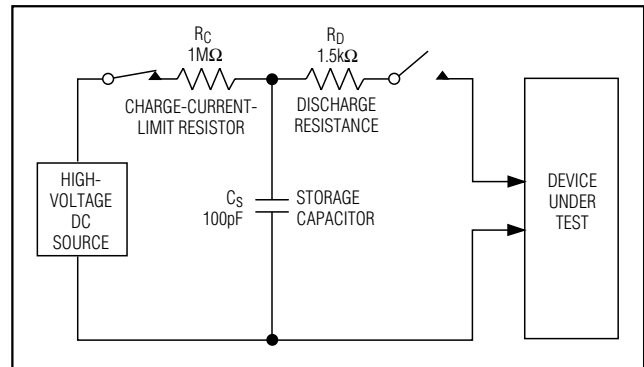 RC
1MΩ
CHARGE-CURRENT-
LIMIT RESISTOR
RD
1.5kΩ
DISCHARGE
RESISTANCE
HIGH-
VOLTAGE
DC
SOURCE
CS
100pF
STORAGE
CAPACITOR
DEVICE
UNDER
TEST